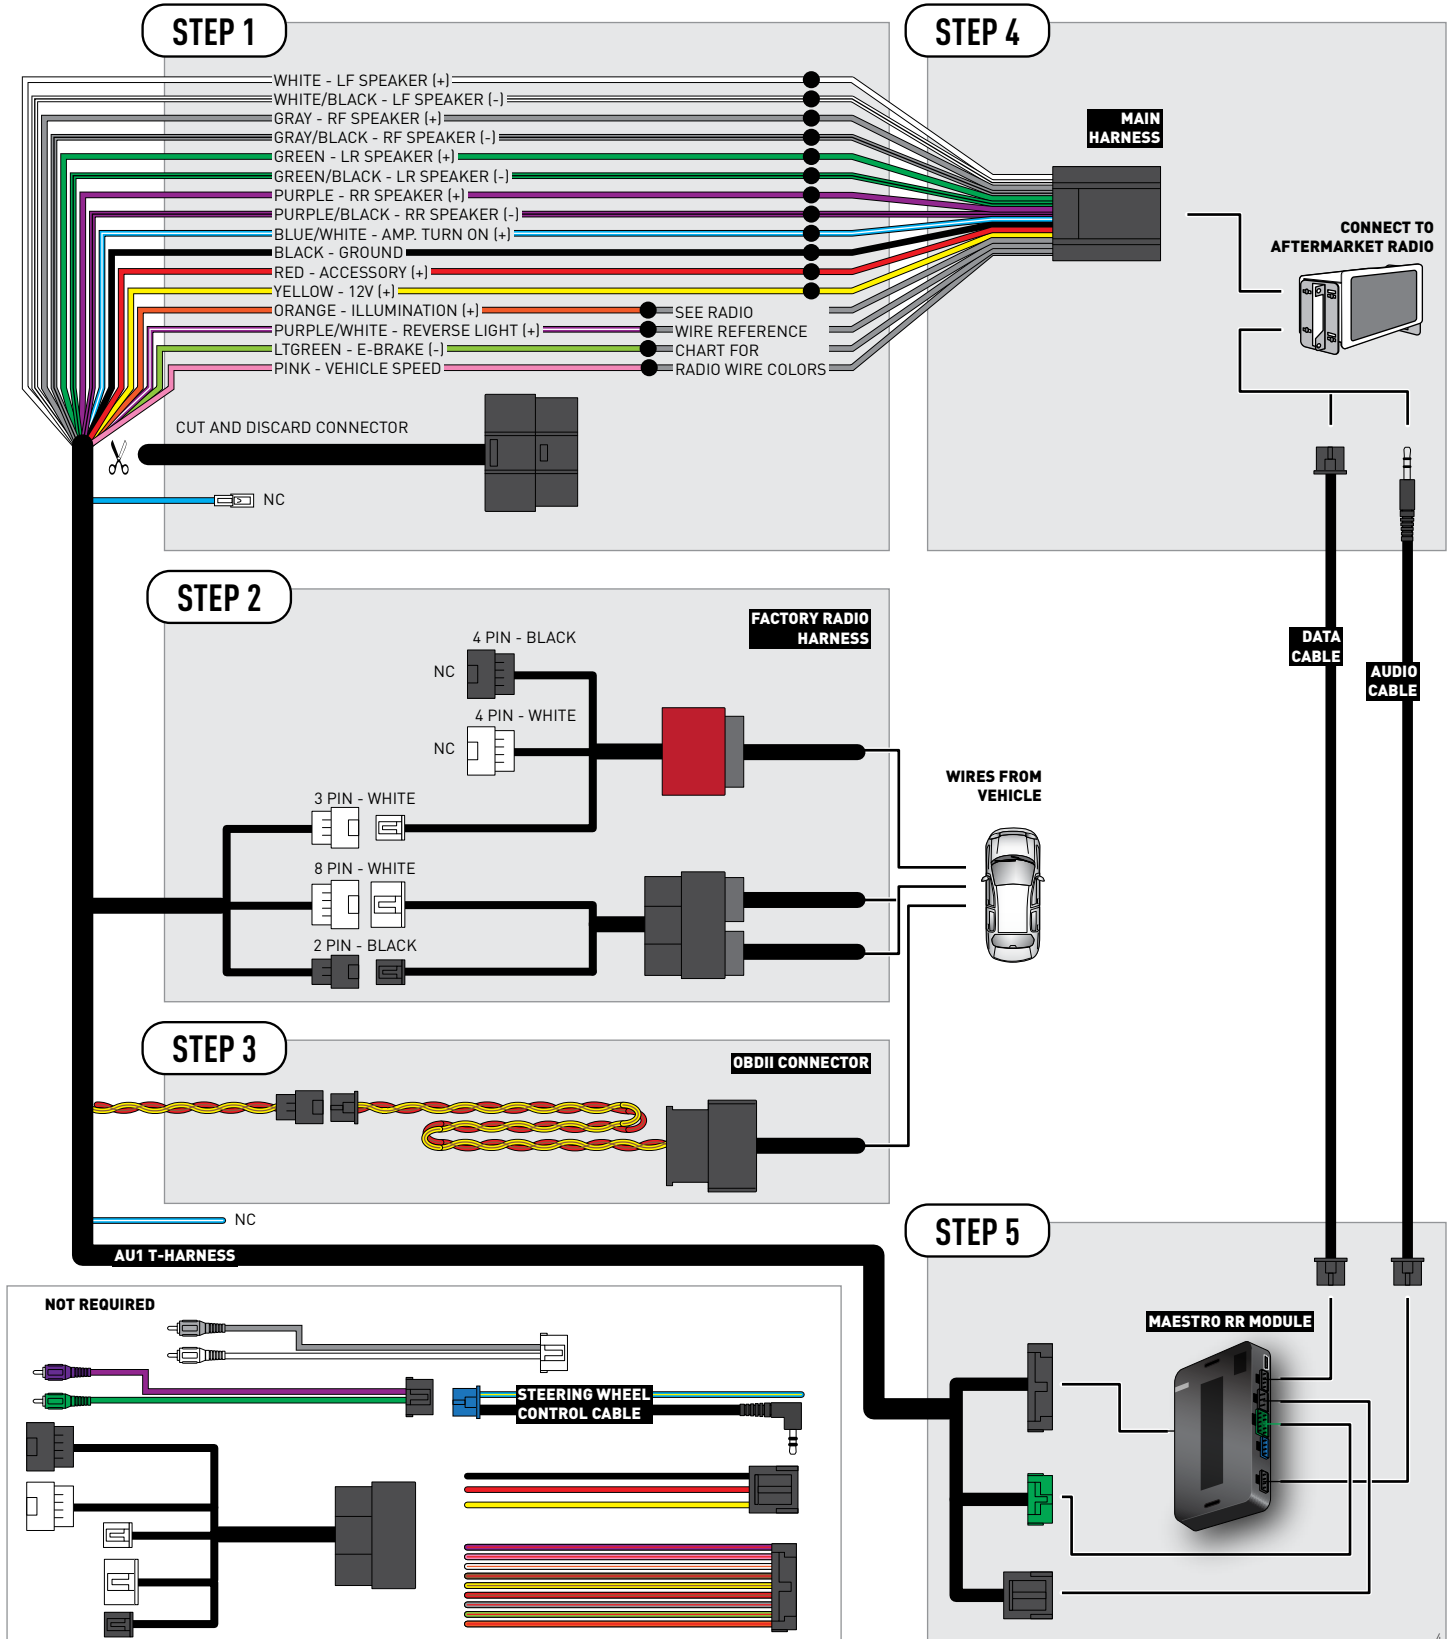 STEP 1
WHITE - LF SPEAKER (+)
WHITE/BLACK - LF SPEAKER (-)
GRAY - RF SPEAKER (+)
GRAY/BLACK - RF SPEAKER (-)
GREEN - LR SPEAKER (+)
GREEN/BLACK - LR SPEAKER (-)
PURPLE - RR SPEAKER (+)
PURPLE/BLACK - RR SPEAKER (-)
BLUE/WHITE - AMP. TURN ON (+)
BLACK - GROUND
RED - ACCESSORY (+)
YELLOW - 12V (+)
ORANGE - ILLUMINATION (+)
PURPLE/WHITE - REVERSE LIGHT (+)
LTGREEN - E-BRAKE (-)
PINK - VEHICLE SPEED
SEE RADIO
WIRE REFERENCE
CHART FOR
RADIO WIRE COLORS
CUT AND DISCARD CONNECTOR
NC
STEP 4
MAIN
HARNESS
CONNECT TO
AFTERMARKET RADIO
DATA
CABLE
AUDIO
CABLE
STEP 2
FACTORY RADIO
HARNESS
4 PIN - BLACK
NC
4 PIN - WHITE
NC
3 PIN - WHITE
8 PIN - WHITE
2 PIN - BLACK
WIRES FROM
VEHICLE
STEP 3
OBDII CONNECTOR
NC
AU1 T-HARNESS
STEP 5
MAESTRO RR MODULE
NOT REQUIRED
STEERING WHEEL
CONTROL CABLE
4